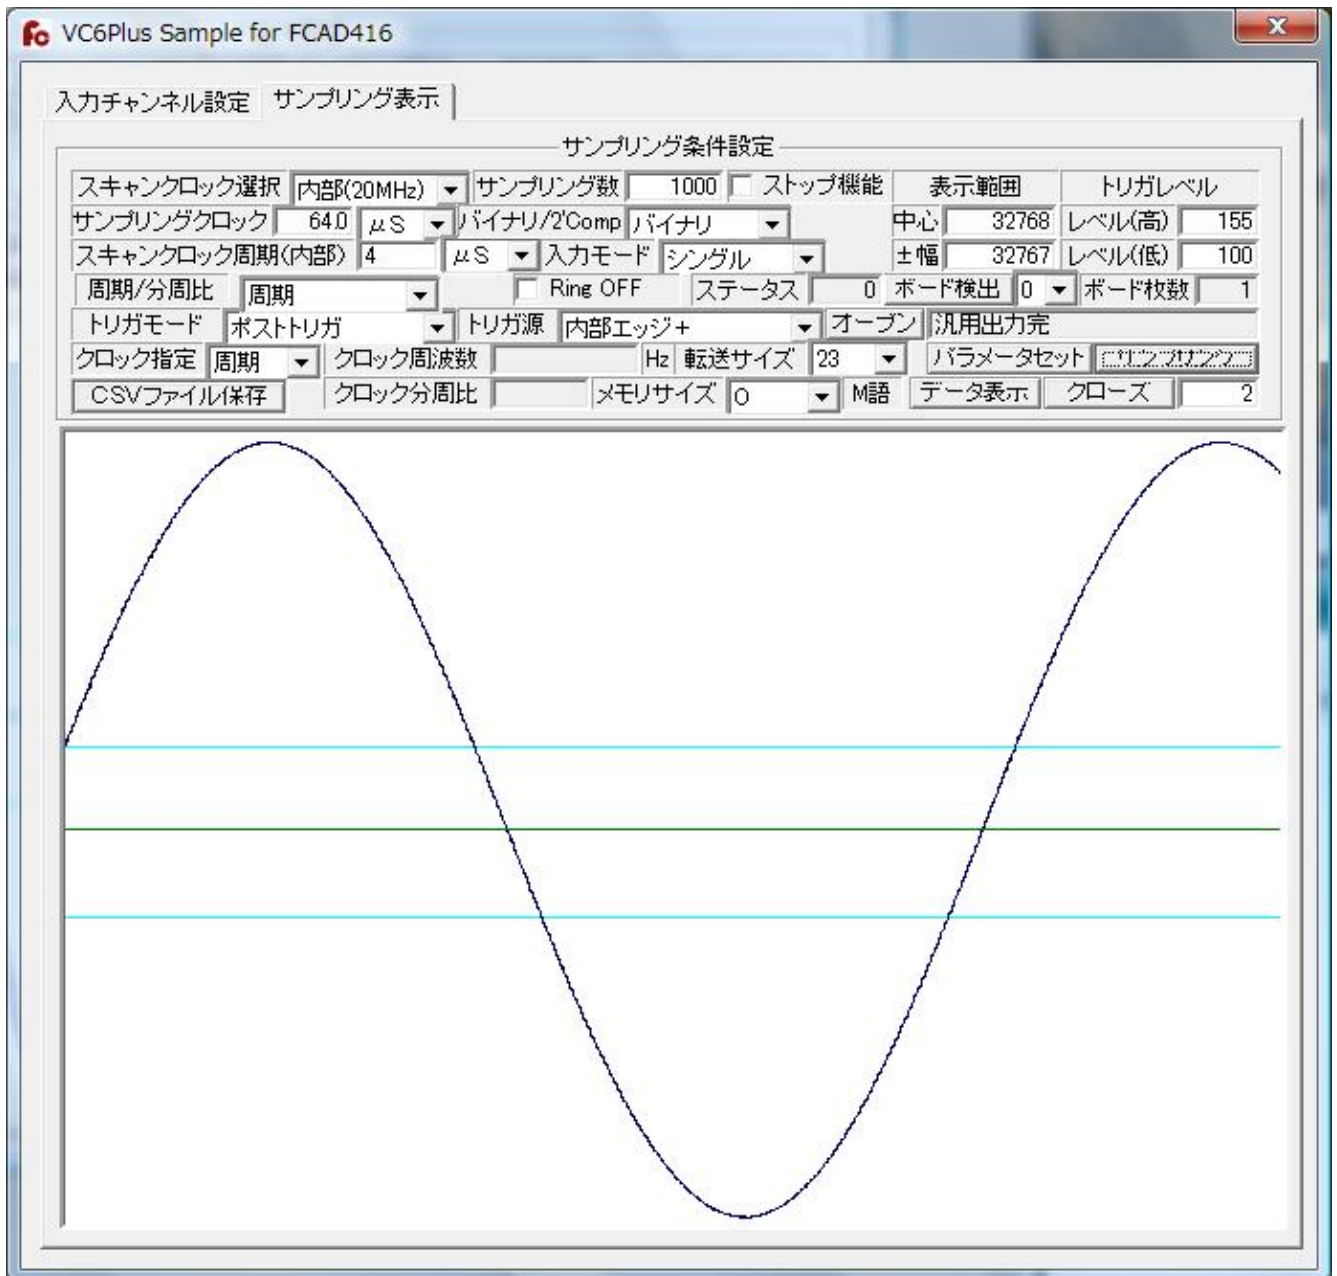 VC6Plus Sample for FCAD416
入力チャンネル設定 サンプリング表示
サンプリング条件設定
スキャンクロック選択 内部(20MHz) サンプリング数 1000 ストップ機能 表示範囲 トリガレベル
サンプリングクロック 64.0 μS バイナリ/2'Comp バイナリ 中心 32768 レベル(高) 155
スキャンクロック周期(内部) 4 μS 入力モード シングル ±幅 32767 レベル(低) 100
周期/分周比 周期 Ring OFF ステータス 0 ボード検出 0 ボード枚数 1
トリガモード ポストトリガ トリガ源 内部エッジ+ オープン 汎用出力完
クロック指定 周期 クロック周波数 Hz 転送サイズ 23 パラメータセット
CSVファイル保存 クロック分周比 メモリサイズ 0 M語 データ表示 クローズ 2